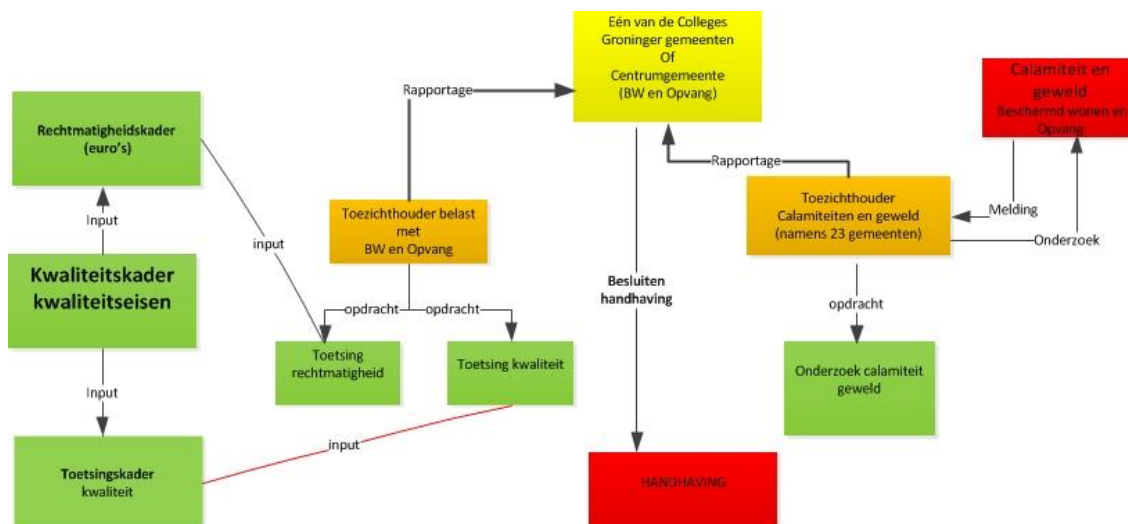 Eén van de Colleges
Groninger gemeenten
Of
Centrumgemeente
(BW en Opvang)
Calamiteit en
geweld
Beschermd wonen en
Opvang
Rapportage
Rechtmatigheidskader
(euro's)
Rapportage
Toezichthouder
Calamiteiten en geweld
(namens 23 gemeenten)
Melding
Onderzoek
Input
input
Toezichthouder belast
met
BW en Opvang
Kwaliteitskader
kwaliteitseisen
Besluiten
handhaving
opdracht
opdracht
opdracht
Toetsing
rechtmatigheid
Toetsing kwaliteit
Onderzoek calamiteit
geweld
Input
input
Toetsingskader
kwaliteit
HANDHAVING